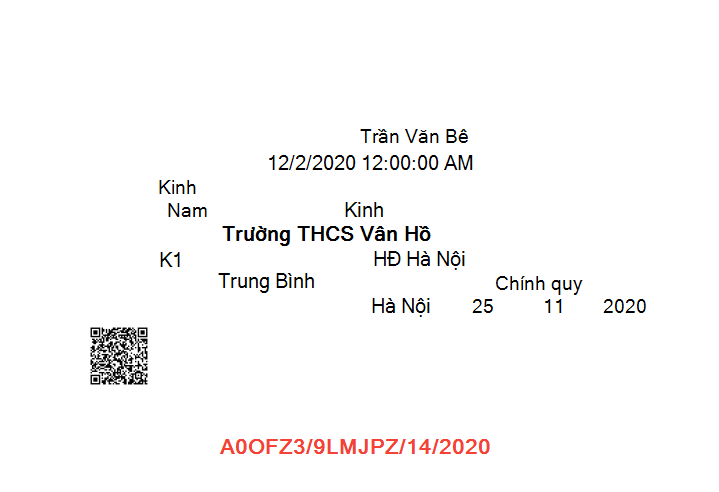 Trần Văn Bê
12/2/2020 12:00:00 AM
Kinh
Nam Kinh
Trường THCS Vân Hồ
K1 HĐ Hà Nội
Trung Bình Chính quy
Hà Nội 25 11 2020
A0OFZ3/9LMJPZ/14/2020